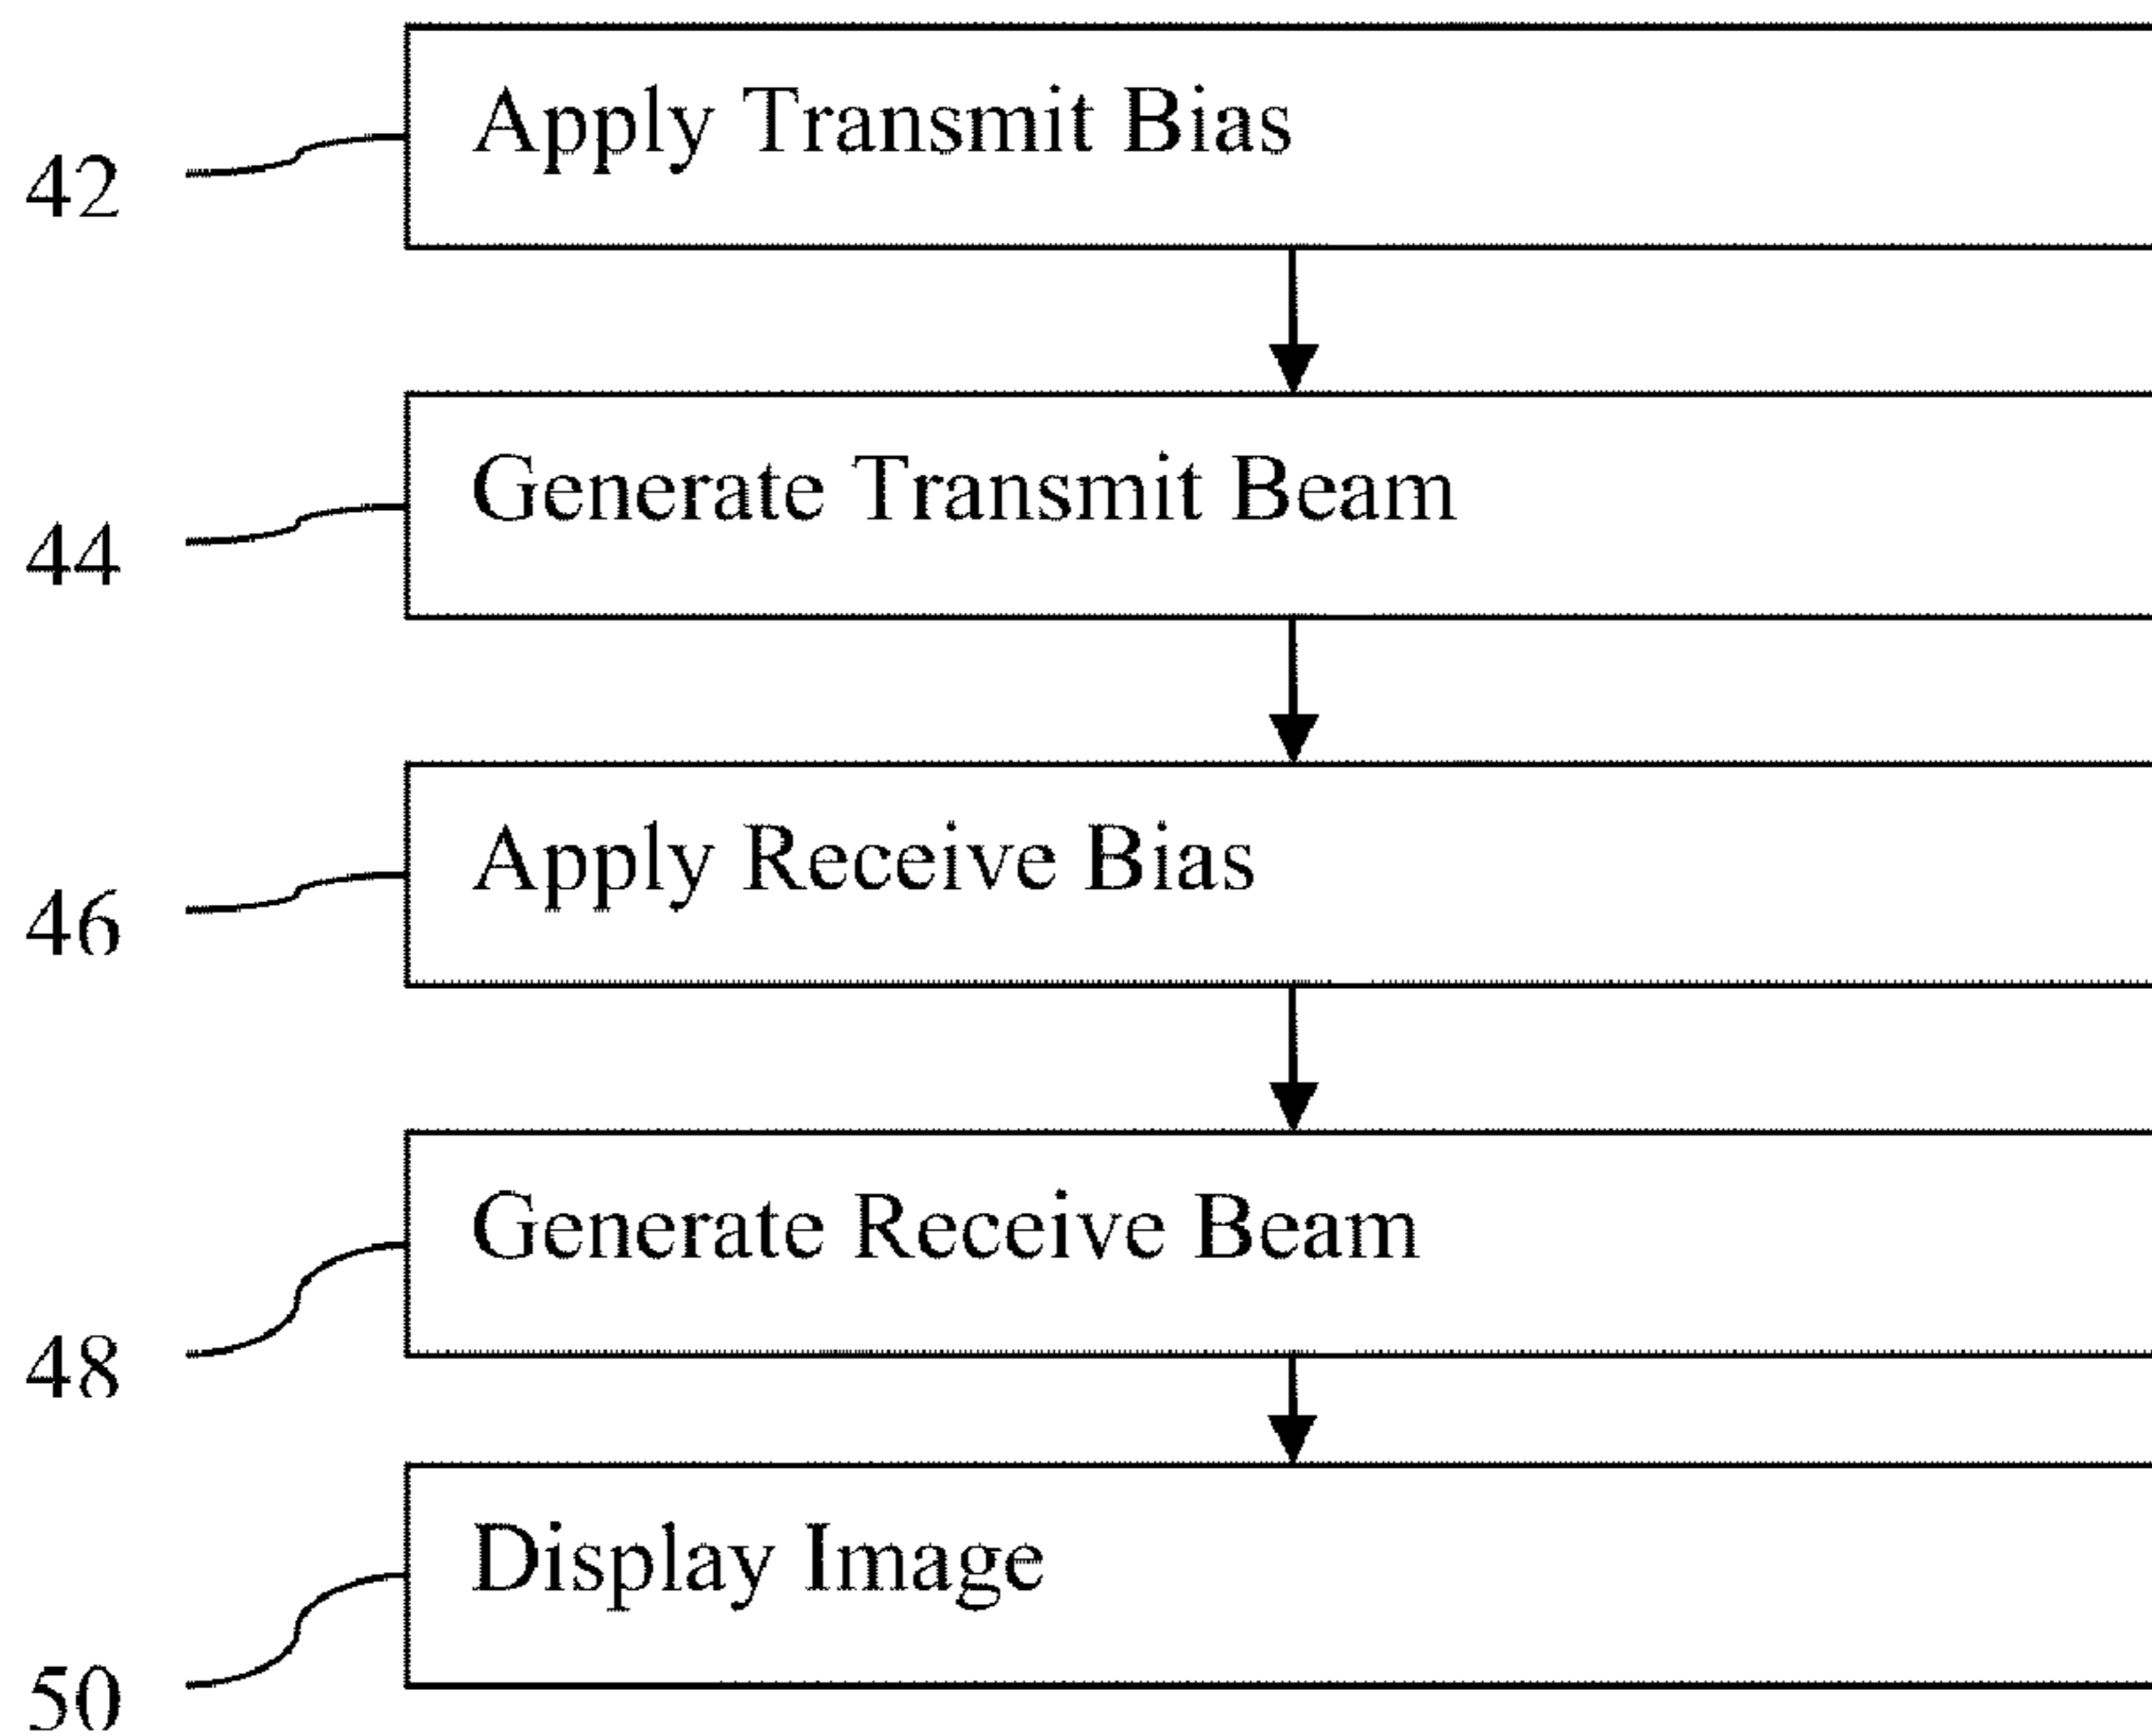 Apply Transmit Bias
42
Generate Transmit Beam
44
Apply Receive Bias
46
Generate Receive Beam
48
Display Image
50